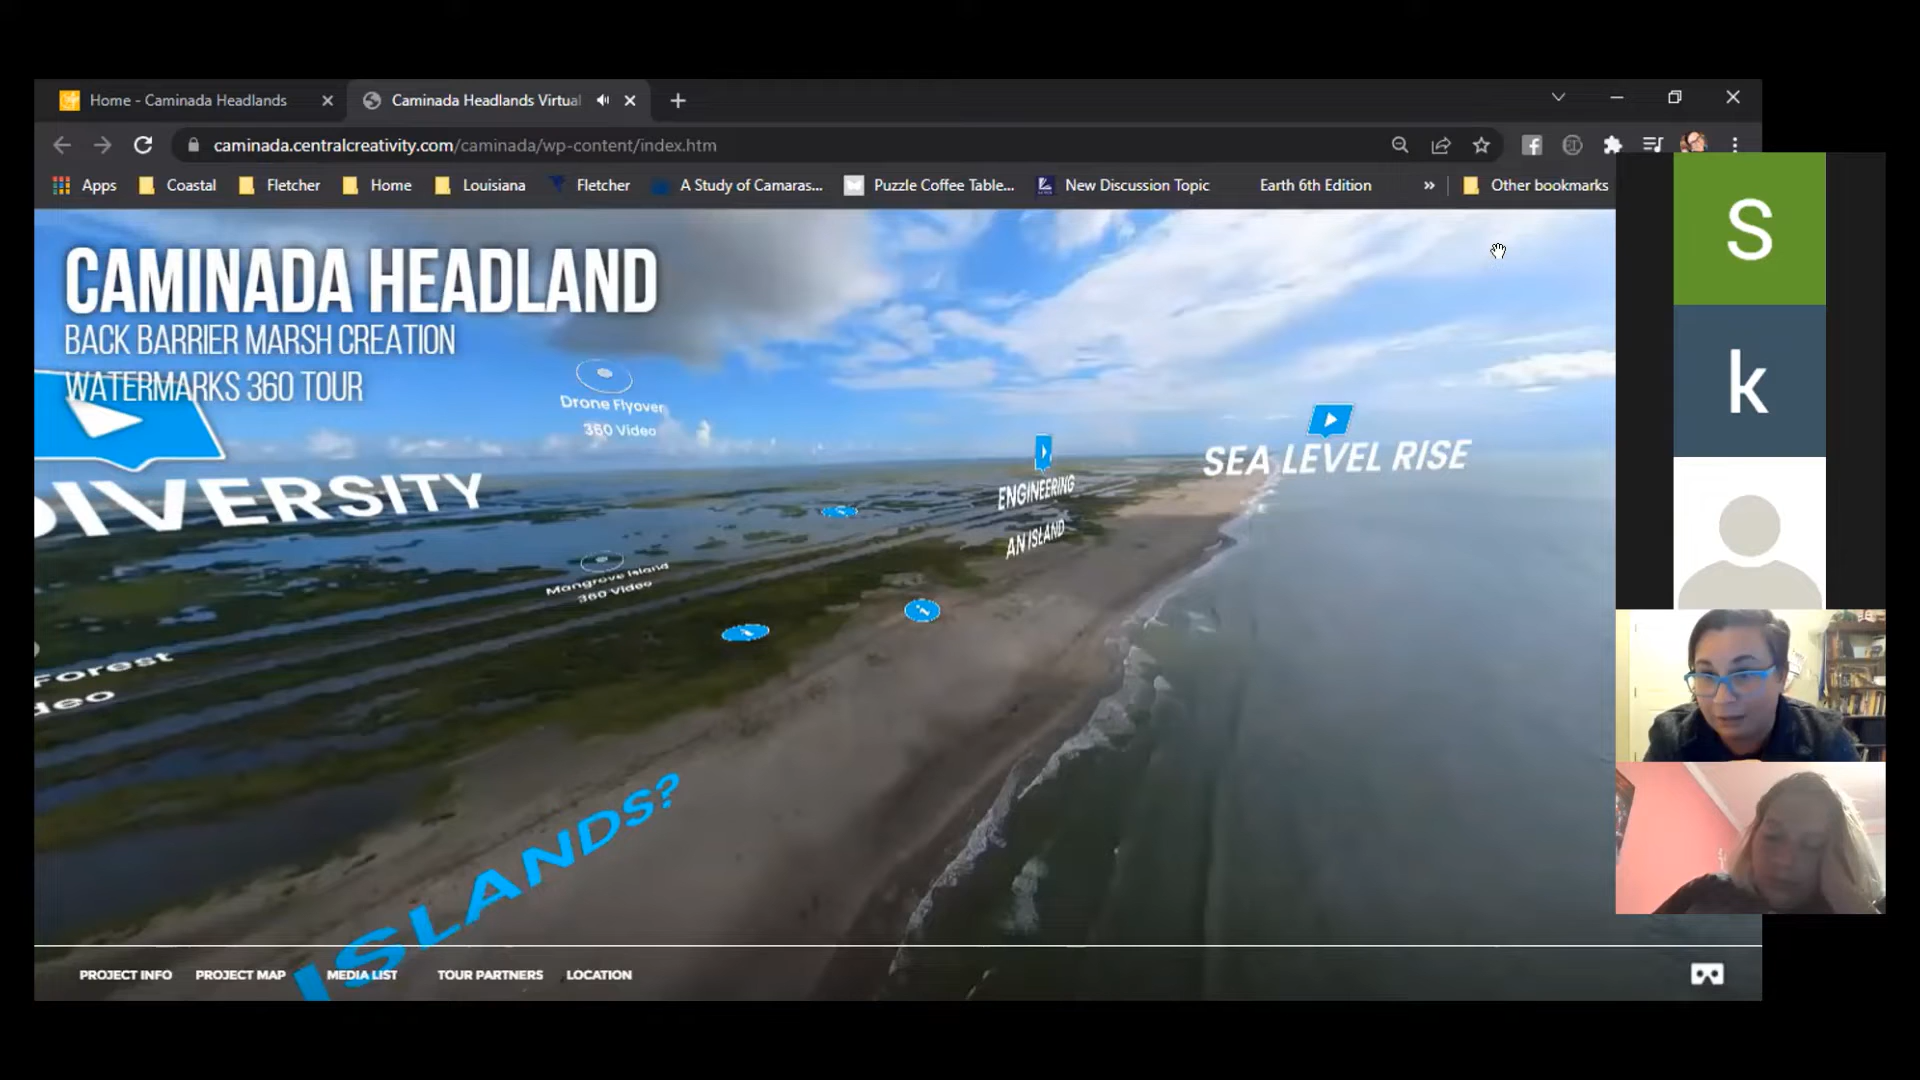 Home - Caminada Headlands
Caminada Headlands Virtual
caminada.centralcreativity.com/caminada/wp-content/index.htm
Apps
Coastal
Fletcher
Home
Louisiana
Fletcher
A Study of Camaras...
Puzzle Coffee Table...
New Discussion Topic
Earth 6th Edition
»
Other bookmarks
CAMINADA HEADLAND
BACK BARRIER MARSH CREATION
WATERMARKS 360 TOUR
Drone Flyover
360 Video
DIVERSITY
ENGINEERING
AN ISLAND
SEA LEVEL RISE
Mangrove Island
360 Video
Forest
deo
ISLANDS?
PROJECT INFO
PROJECT MAP
MEDIA LIST
TOUR PARTNERS
LOCATION
S
k